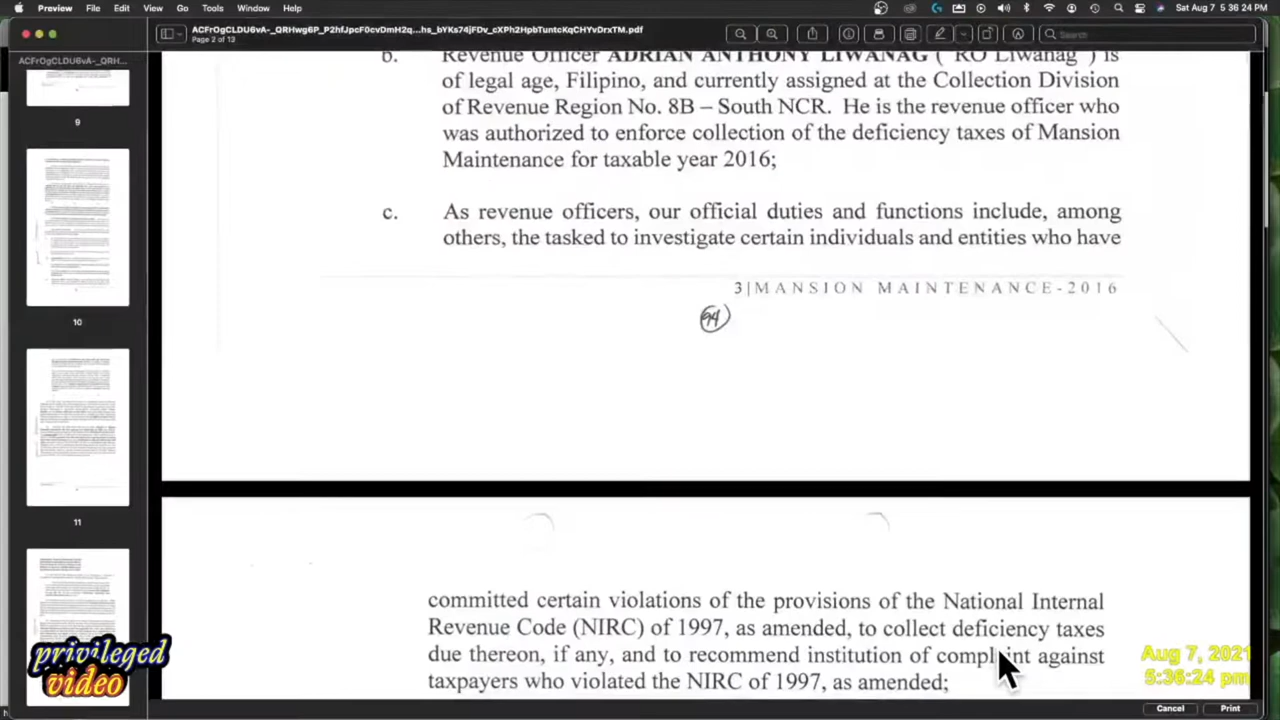 Preview File Edit View Go Tools Window Help Sat Aug 7 5:36:24 PM
Page 2 of 13
Search
9
10
11
b. Revenue Officer ADRIAN ANTHONY LIWANAG ("RO Liwanag") is
of legal age, Filipino, and currently assigned at the Collection Division
of Revenue Region No. 8B – South NCR. He is the revenue officer who
was authorized to enforce collection of the deficiency taxes of Mansion
Maintenance for taxable year 2016;
c. As revenue officers, our official duties and functions include, among
others, the tasked to investigate certain individuals and entities who have
3|MANSION MAINTENANCE-2016
94
committed certain violations of the provisions of the National Internal
Revenue Code (NIRC) of 1997, as amended, to collect deficiency taxes
due thereon, if any, and to recommend institution of complaint against
taxpayers who violated the NIRC of 1997, as amended;
privileged
video
Aug 7, 2021
5:36:24 pm
Cancel Print